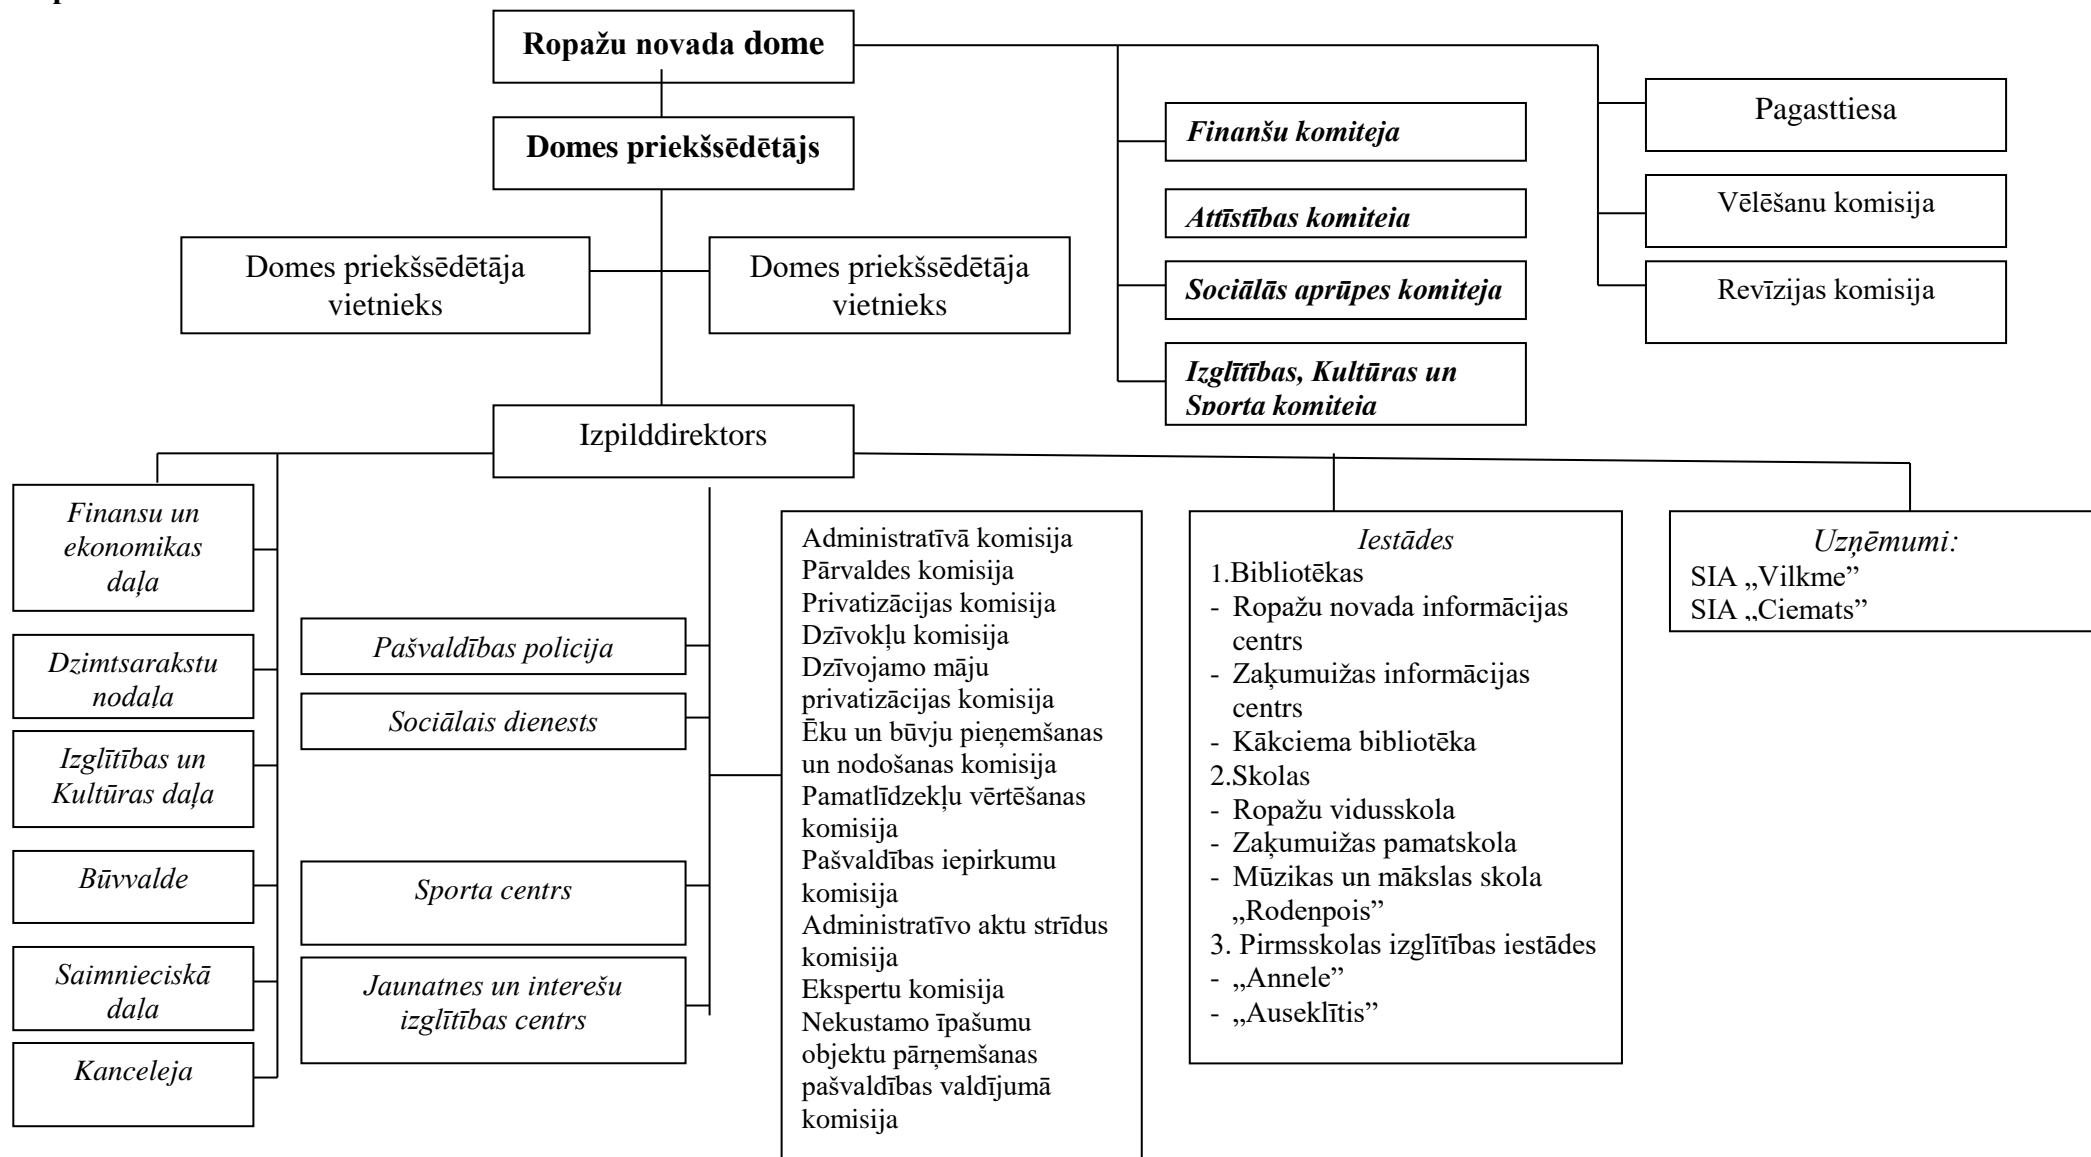 Ropažu novada dome
Domes priekšsēdētājs
Domes priekšsēdētāja
vietnieks
Domes priekšsēdētāja
vietnieks
Finanšu komiteja
Attīstības komiteja
Sociālās aprūpes komiteja
Izglītības, Kultūras un
Sporta komiteja
Pagasttiesa
Vēlēšanu komisija
Revīzijas komisija
Izpilddirektors
Finansu un
ekonomikas
daļa
Dzimtsarakstu
nodaļa
Izglītības un
Kultūras daļa
Būvvalde
Saimnieciskā
daļa
Kanceleja
Pašvaldības policija
Sociālais dienests
Sporta centrs
Jaunatnes un interešu
izglītības centrs
Administratīvā komisija
Pārvaldes komisija
Privatizācijas komisija
Dzīvokļu komisija
Dzīvojamo māju
privatizācijas komisija
Ēku un būvju pieņemšanas
un nodošanas komisija
Pamatlīdzekļu vērtēšanas
komisija
Pašvaldības iepirkumu
komisija
Administratīvo aktu strīdus
komisija
Ekspertu komisija
Nekustamo īpašumu
objektu pārņemšanas
pašvaldības valdījumā
komisija
Iestādes
1.Bibliotēkas
- Ropažu novada informācijas
centrs
- Zaķumuižas informācijas
centrs
- Kākciema bibliotēka
2.Skolas
- Ropažu vidusskola
- Zaķumuižas pamatskola
- Mūzikas un mākslas skola
„Rodenpois”
3. Pirmsskolas izglītības iestādes
- „Annele”
- „Auseklītis”
Uzņēmumi:
SIA „Vilkme”
SIA „Ciemats”